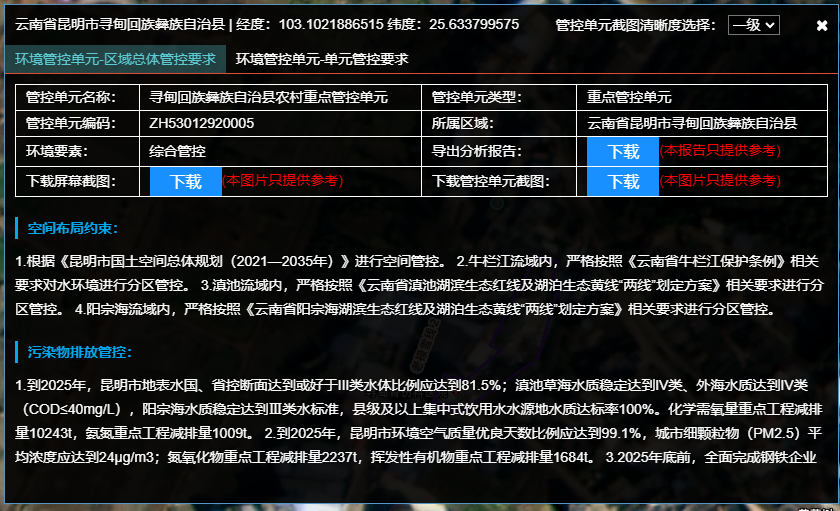 云南省昆明市寻甸回族彝族自治县 | 经度：103.1021886515 纬度：25.633799575 管控单元截图清晰度选择： 一级 ✖
环境管控单元-区域总体管控要求 环境管控单元-单元管控要求
管控单元名称： 寻甸回族彝族自治县农村重点管控单元 管控单元类型： 重点管控单元
管控单元编码： ZH53012920005 所属区域： 云南省昆明市寻甸回族彝族自治县
环境要素： 综合管控 导出分析报告： 下载 (本报告只提供参考)
下载屏幕截图： 下载 (本图片只提供参考) 下载管控单元截图： 下载 (本图片只提供参考)
空间布局约束：
1.根据《昆明市国土空间总体规划（2021—2035年）》进行空间管控。 2.牛栏江流域内，严格按照《云南省牛栏江保护条例》相关
要求对水环境进行分区管控。 3.滇池流域内，严格按照《云南省滇池湖滨生态红线及湖泊生态黄线“两线”划定方案》相关要求进行分
区管控。 4.阳宗海流域内，严格按照《云南省阳宗海湖滨生态红线及湖泊生态黄线“两线”划定方案》相关要求进行分区管控。
污染物排放管控：
1.到2025年，昆明市地表水国、省控断面达到或好于III类水体比例应达到81.5%；滇池草海水质稳定达到IV类、外海水质达到IV类
（COD≤40mg/L），阳宗海水质稳定达到Ⅲ类水标准，县级及以上集中式饮用水水源地水质达标率100%。化学需氧量重点工程减排
量10243t，氨氮重点工程减排量1009t。 2.到2025年，昆明市环境空气质量优良天数比例应达到99.1%，城市细颗粒物（PM2.5）平
均浓度应达到24μg/m3；氮氧化物重点工程减排量2237t，挥发性有机物重点工程减排量1684t。 3.2025年底前，全面完成钢铁企业